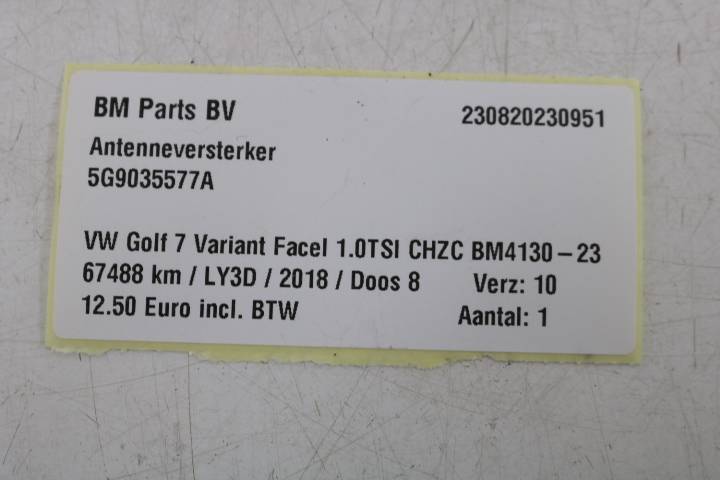 BM Parts BV 230820230951
Antenneversterker
5G9035577A
VW Golf 7 Variant Facel 1.0TSI CHZC BM4130-23
67488 km / LY3D / 2018 / Doos 8 Verz: 10
12.50 Euro incl. BTW Aantal: 1